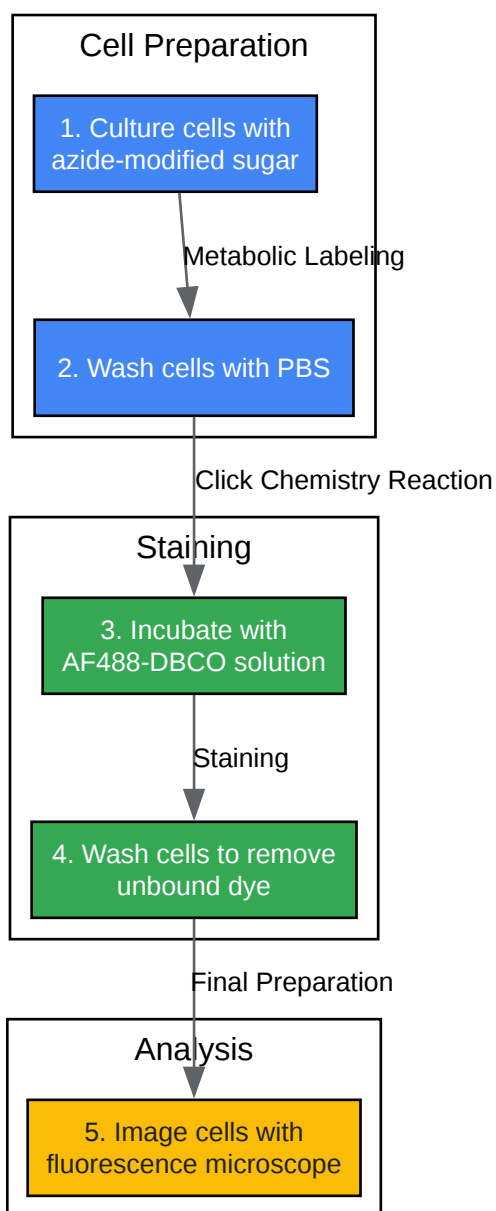 Cell Preparation
1. Culture cells with
azide-modified sugar
Metabolic Labeling
2. Wash cells with PBS
Click Chemistry Reaction
Staining
3. Incubate with
AF488-DBCO solution
Staining
4. Wash cells to remove
unbound dye
Final Preparation
Analysis
5. Image cells with
fluorescence microscope